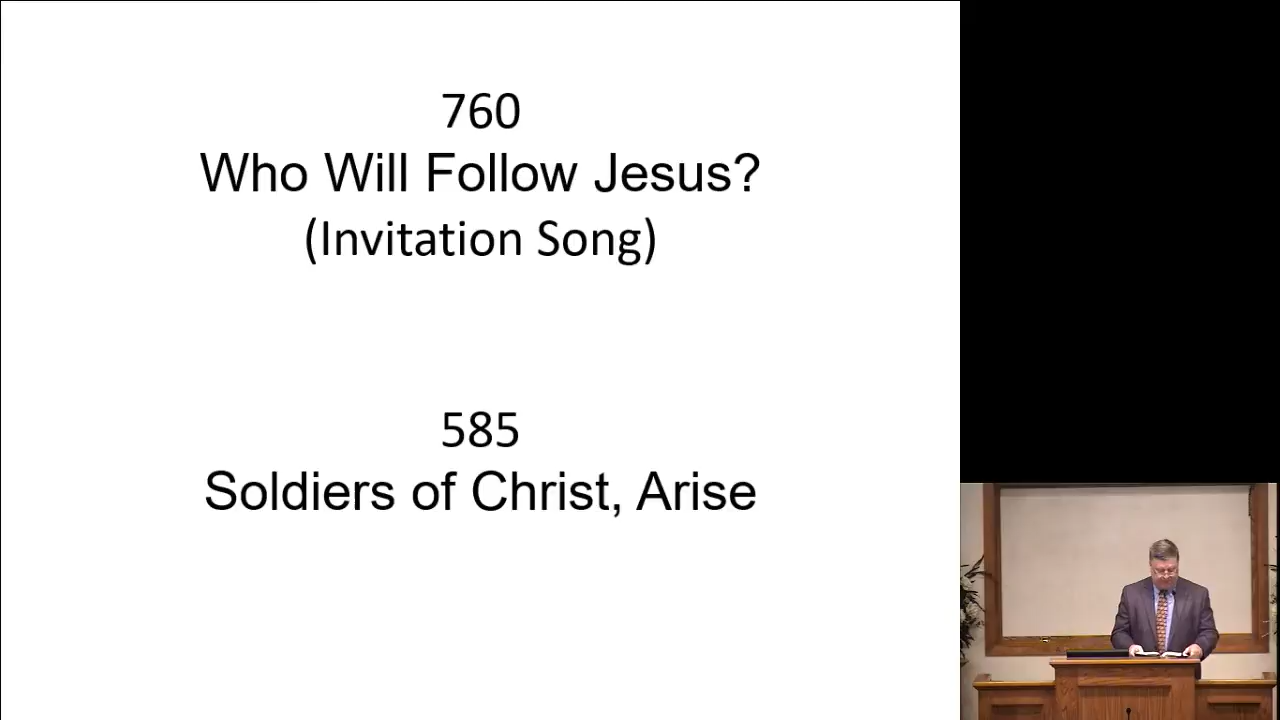 760
Who Will Follow Jesus?
(Invitation Song)
585
Soldiers of Christ, Arise